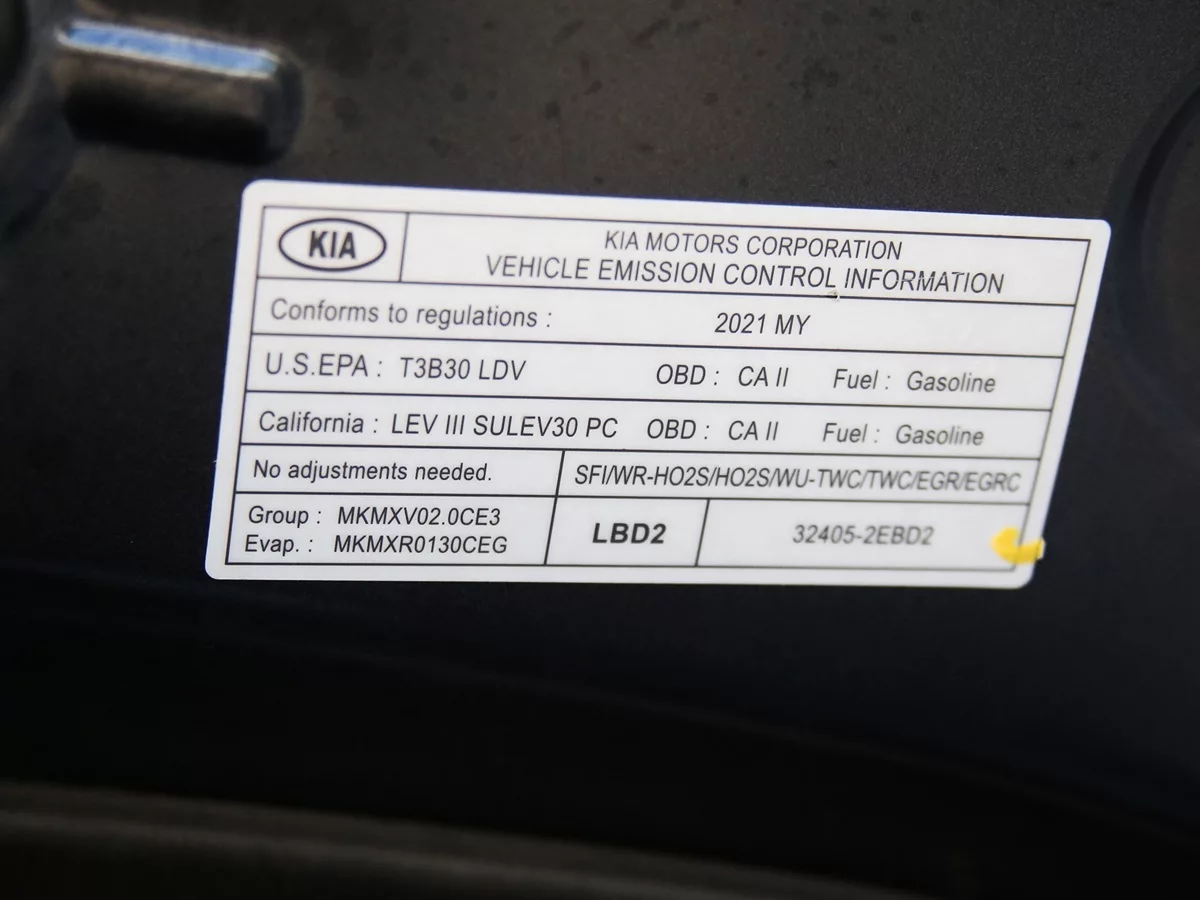 KIA
KIA MOTORS CORPORATION
VEHICLE EMISSION CONTROL INFORMATION
Conforms to regulations : 2021 MY
U.S.EPA : T3B30 LDV OBD : CA II Fuel : Gasoline
California : LEV III SULEV30 PC OBD : CA II Fuel : Gasoline
No adjustments needed. SFI/WR-HO2S/HO2S/WU-TWC/TWC/EGR/EGRC
Group : MKMXV02.0CE3
Evap. : MKMXR0130CEG
LBD2 32405-2EBD2